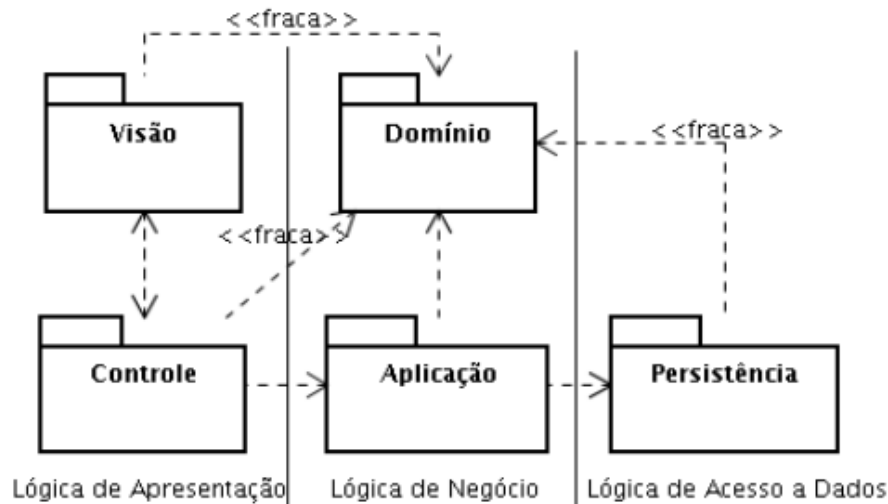 <<fraca>>
Visão
Domínio
<<fraca>>
<<fraca>>
Controle
Aplicação
Persistência
Lógica de Apresentação
Lógica de Negócio
Lógica de Acesso a Dados